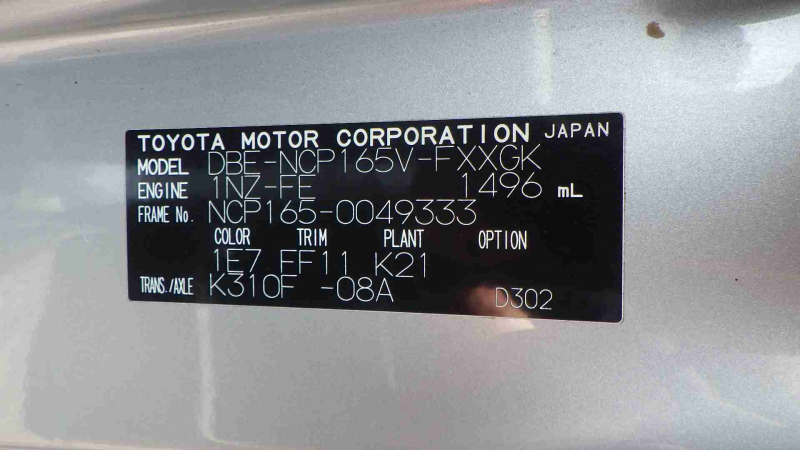 TOYOTA MOTOR CORPORATION JAPAN
MODEL DBE-NCP165V-FXXGK
ENGINE 1NZ-FE 1496 mL
FRAME No. NCP165-0049333
COLOR TRIM PLANT OPTION
1E7 FF11 K21
TRANS./AXLE K310F -08A D302